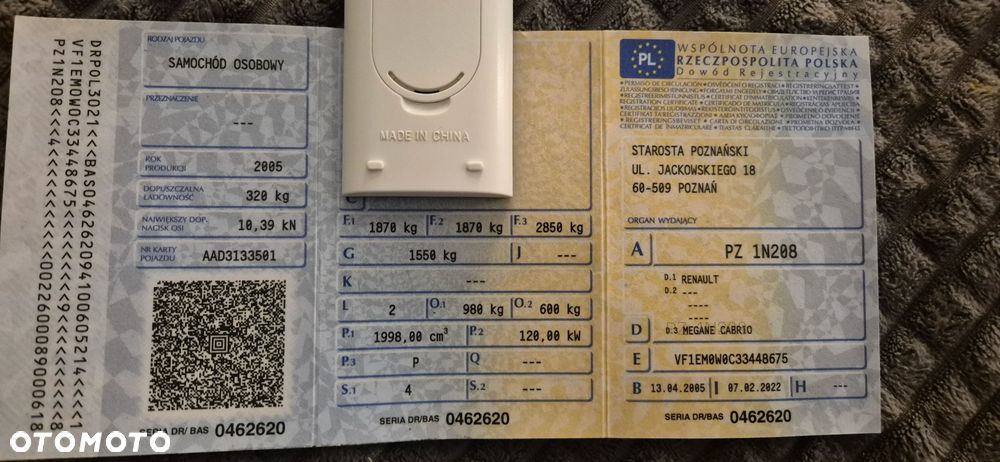 DRPOL3021<<<BAS0462620941006052
VF1EM0W0C33448675
PZ1N208<<4
RODZAJ POJAZDU
SAMOCHÓD OSOBOWY
PRZEZNACZENIE
---
ROK PRODUKCJI 2005
DOPUSZCZALNA ŁADOWNOŚĆ 320 kg
NAJWIĘKSZY DOP. NACISK OSI 10,39 kN
NR KARTY POJAZDU AAD3133501
SERIA DR/BAS 0462620
OTOMOTO
MADE IN CHINA
F.1 1870 kg F.2 1870 kg F.3 2850 kg
G 1550 kg J ---
K ---
L 2 O.1 980 kg O.2 600 kg
P.1 1998,00 cm³ P.2 120,00 kW
P.3 P Q ---
S.1 4 S.2 ---
SERIA DR/BAS 0462620
PL
WSPÓLNOTA EUROPEJSKA
RZECZPOSPOLITA POLSKA
Dowód Rejestracyjny
STAROSTA POZNAŃSKI
UL. JACKOWSKIEGO 18
60-509 POZNAŃ
ORGAN WYDAJĄCY
A PZ 1N208
D.1 RENAULT
D.2 ---
----
----
D D.3 MEGANE CABRIO
E VF1EM0W0C33448675
B 13.04.2005 I 07.02.2022 H ---
SERIA DR/BAS 0462620